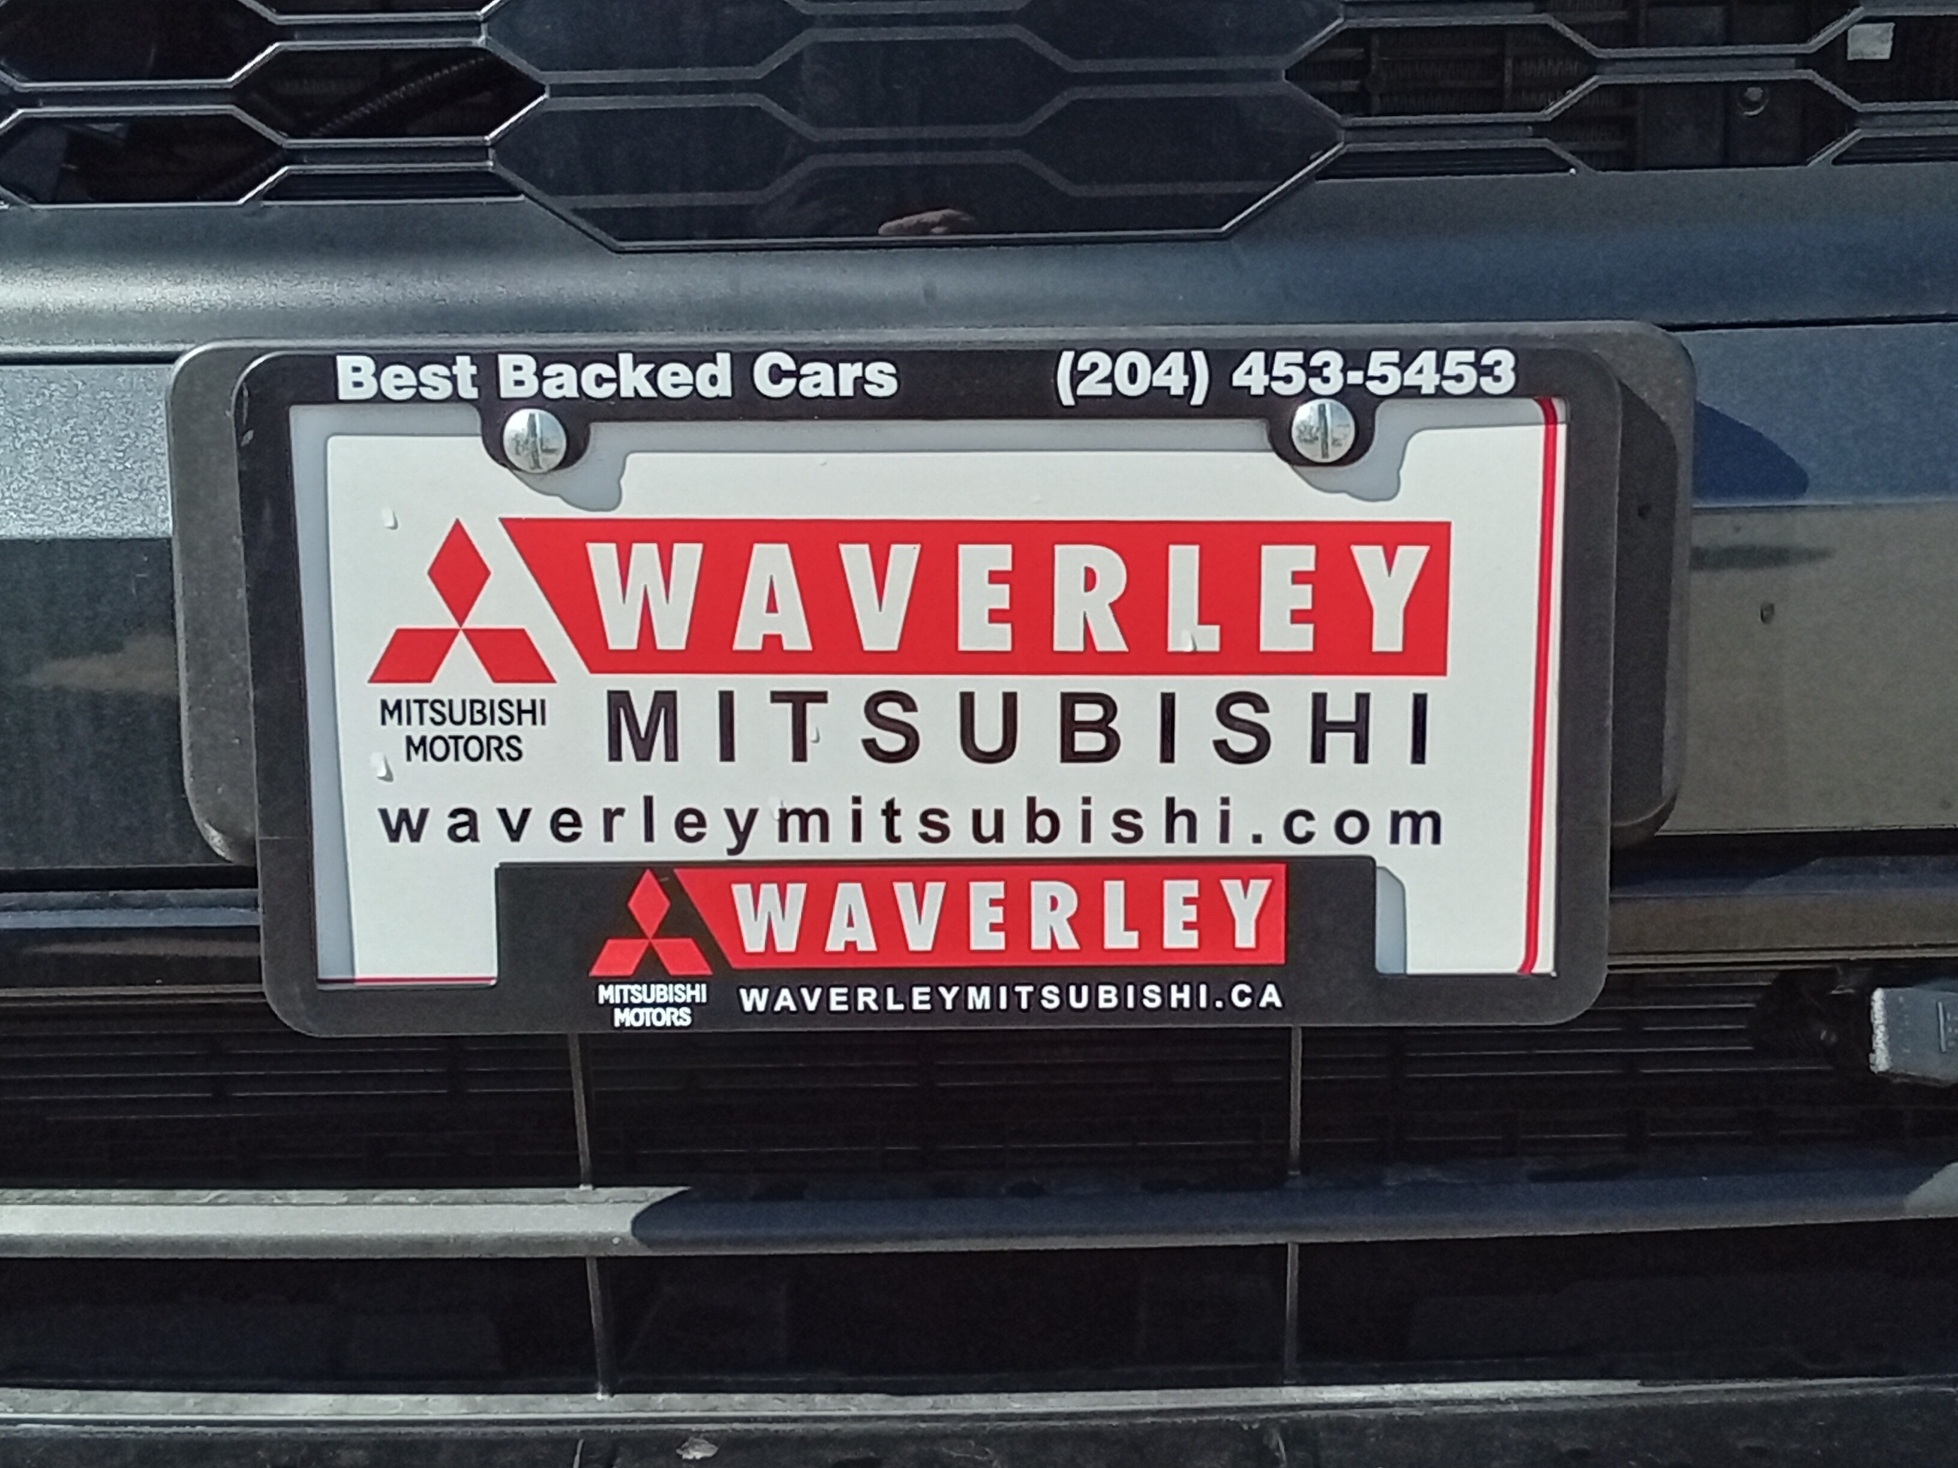 Best Backed Cars (204) 453-5453
WAVERLEY
MITSUBISHI
MITSUBISHI
MOTORS
waverleymitsubishi.com
WAVERLEY
MITSUBISHI
MOTORS
WAVERLEYMITSUBISHI.CA